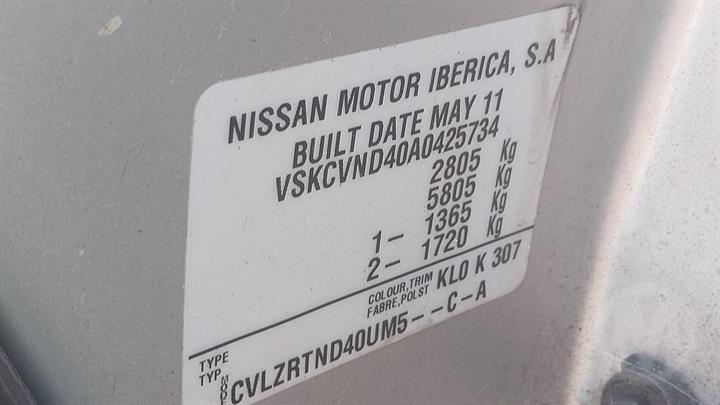 NISSAN MOTOR IBERICA, S.A
BUILT DATE MAY 11
VSKCVND40A0425734
2805 Kg
5805 Kg
1- 1365 Kg
2- 1720 Kg
COLOUR,TRIM KL0 K 307
FABRE,POLST
TYPE
TYP
MODEL CVLZRTND40UM5--C-A